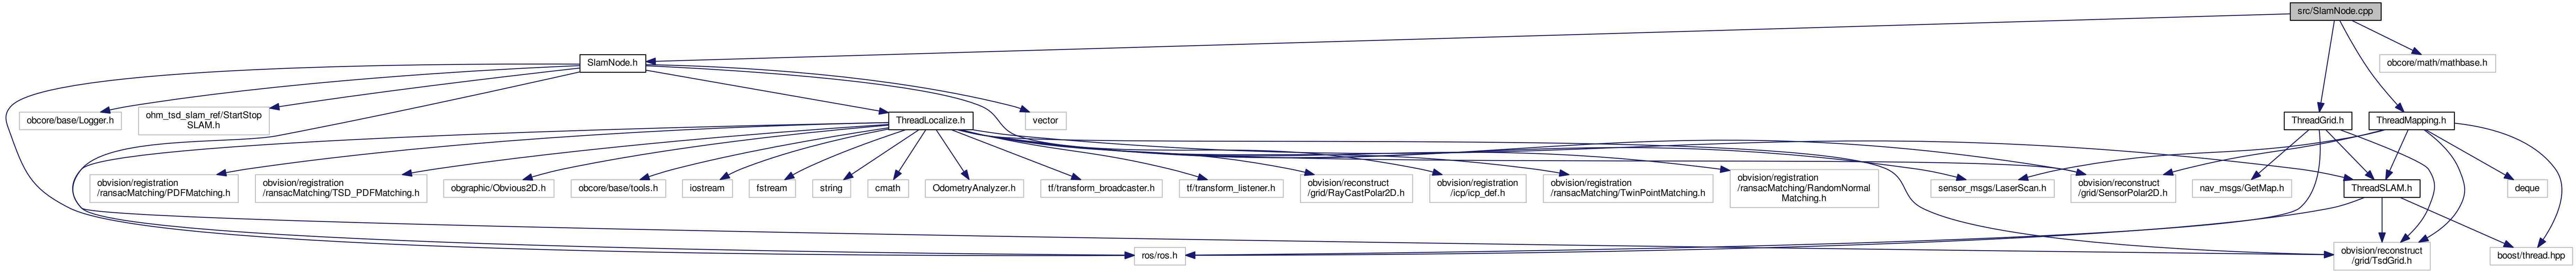 src/SlamNode.cpp
SlamNode.h
obcore/math/mathbase.h
obcore/base/Logger.h
ohm_tsd_slam_ref/StartStop
SLAM.h
ThreadLocalize.h
vector
ThreadGrid.h
ThreadMapping.h
obvision/registration
/ransacMatching/PDFMatching.h
obvision/registration
/ransacMatching/TSD_PDFMatching.h
obgraphic/Obvious2D.h
obcore/base/tools.h
iostream
fstream
string
cmath
OdometryAnalyzer.h
tf/transform_broadcaster.h
tf/transform_listener.h
obvision/reconstruct
/grid/RayCastPolar2D.h
obvision/registration
/icp/icp_def.h
obvision/registration
/ransacMatching/TwinPointMatching.h
obvision/registration
/ransacMatching/RandomNormal
Matching.h
sensor_msgs/LaserScan.h
obvision/reconstruct
/grid/SensorPolar2D.h
nav_msgs/GetMap.h
ThreadSLAM.h
deque
ros/ros.h
obvision/reconstruct
/grid/TsdGrid.h
boost/thread.hpp